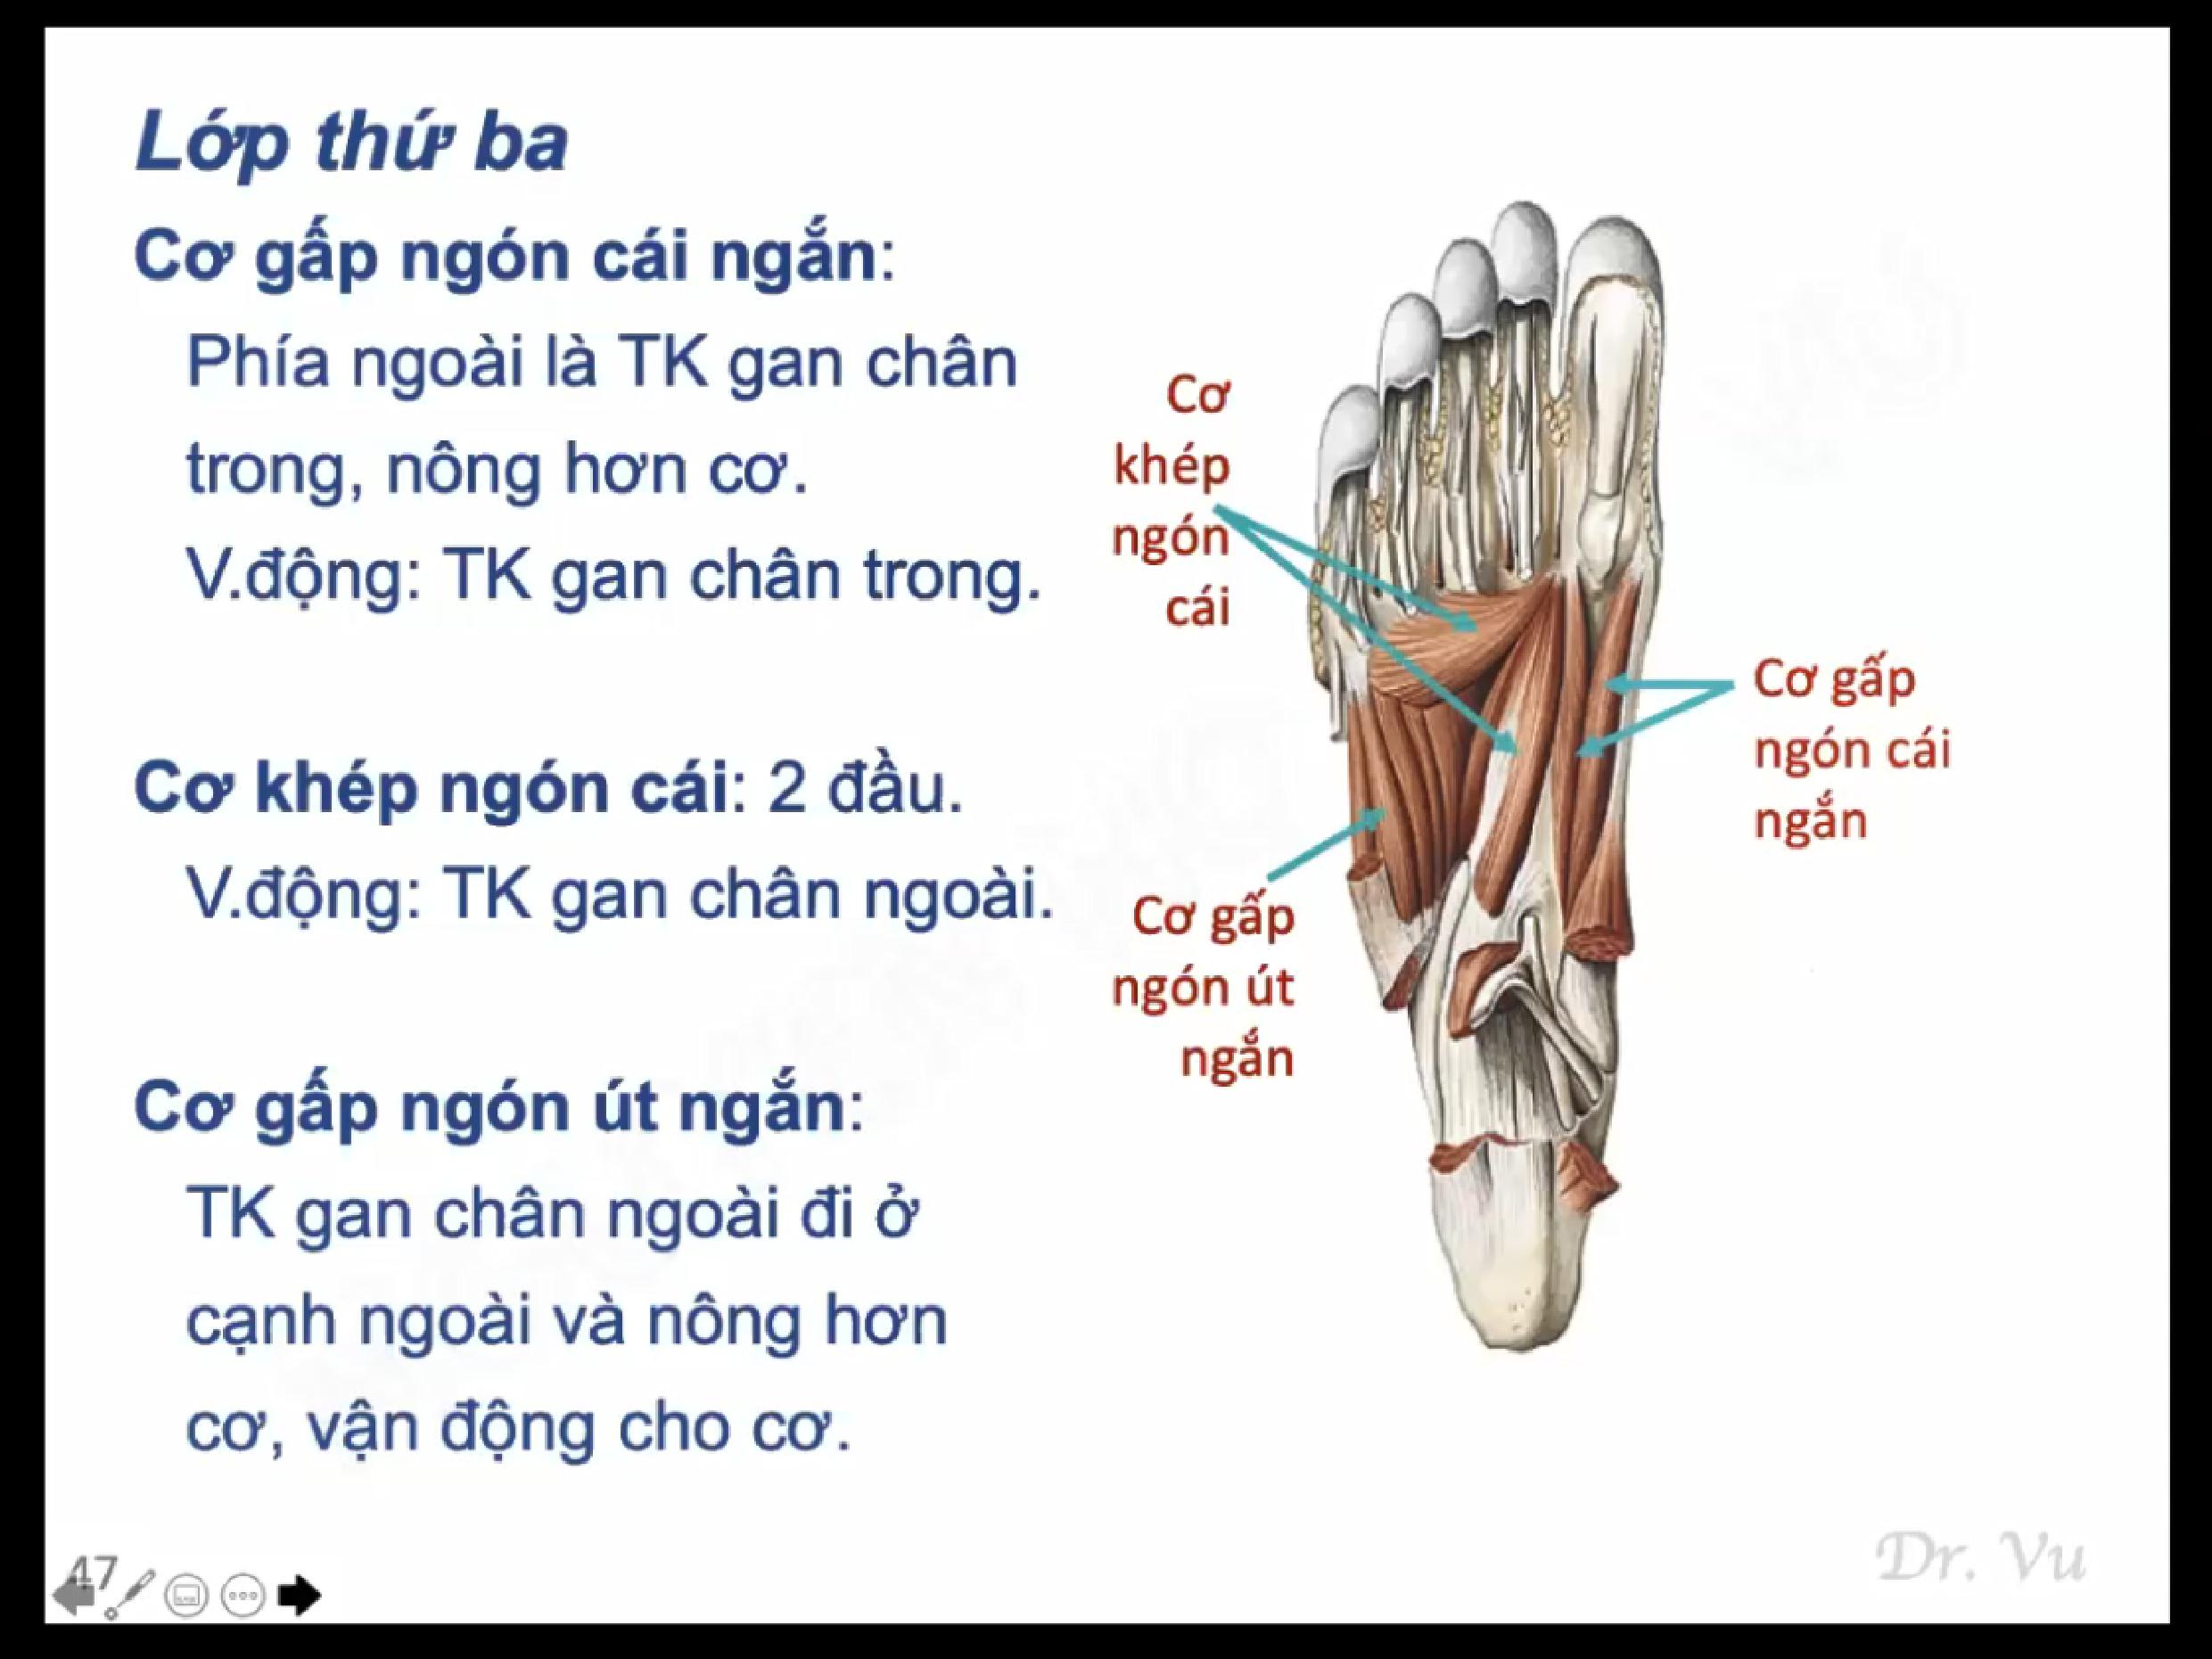 Lớp thứ ba
Cơ gấp ngón cái ngắn:
Phía ngoài là TK gan chân
trong, nông hơn cơ.
V.động: TK gan chân trong.
Cơ khép ngón cái: 2 đầu.
V.động: TK gan chân ngoài.
Cơ gấp ngón út ngắn:
TK gan chân ngoài đi ở
cạnh ngoài và nông hơn
cơ, vận động cho cơ.
Cơ
khép
ngón
cái
Cơ gấp
ngón cái
ngắn
Cơ gấp
ngón út
ngắn
47
Dr. Vu